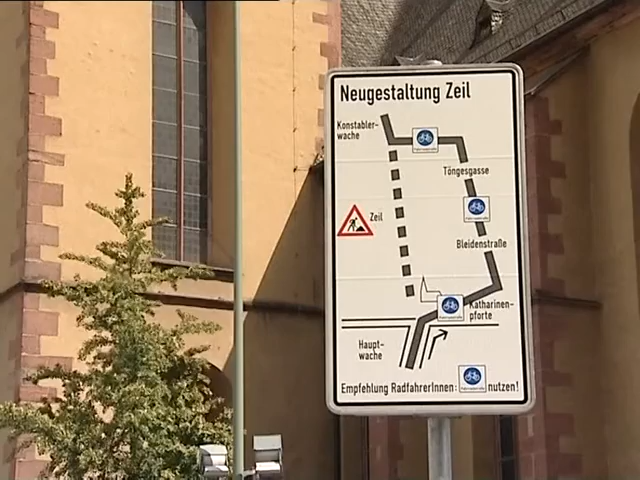 Neugestaltung Zeil
Konstabler-
wache
Töngesgasse
Zeil
Bleidenstraße
Katharinen-
pforte
Haupt-
wache
Empfehlung RadfahrerInnen: nutzen!